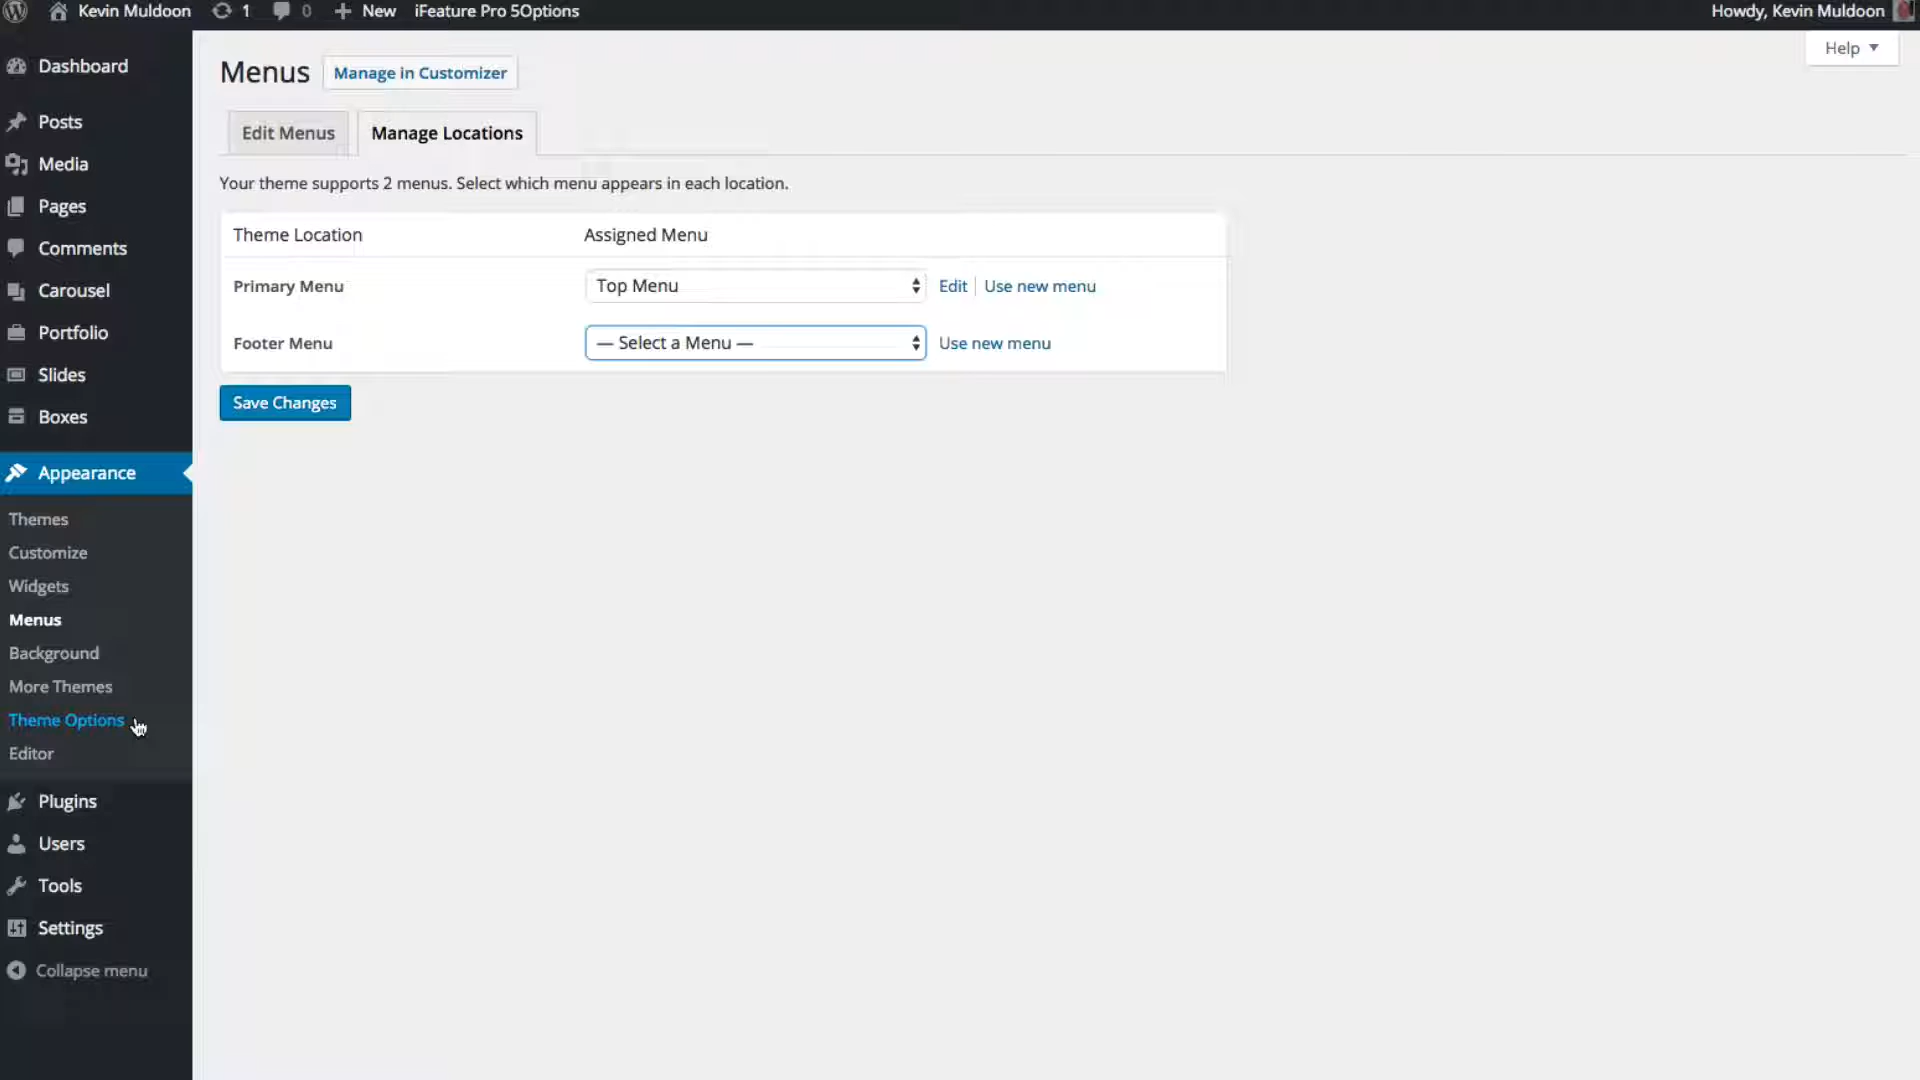 Kevin Muldoon 1 0 New iFeature Pro 5Options Howdy, Kevin Muldoon
Help
Menus Manage in Customizer
Edit Menus Manage Locations
Your theme supports 2 menus. Select which menu appears in each location.
Theme Location Assigned Menu
Primary Menu Top Menu Edit Use new menu
Footer Menu — Select a Menu — Use new menu
Save Changes
Dashboard
Posts
Media
Pages
Comments
Carousel
Portfolio
Slides
Boxes
Appearance
Themes
Customize
Widgets
Menus
Background
More Themes
Theme Options
Editor
Plugins
Users
Tools
Settings
Collapse menu